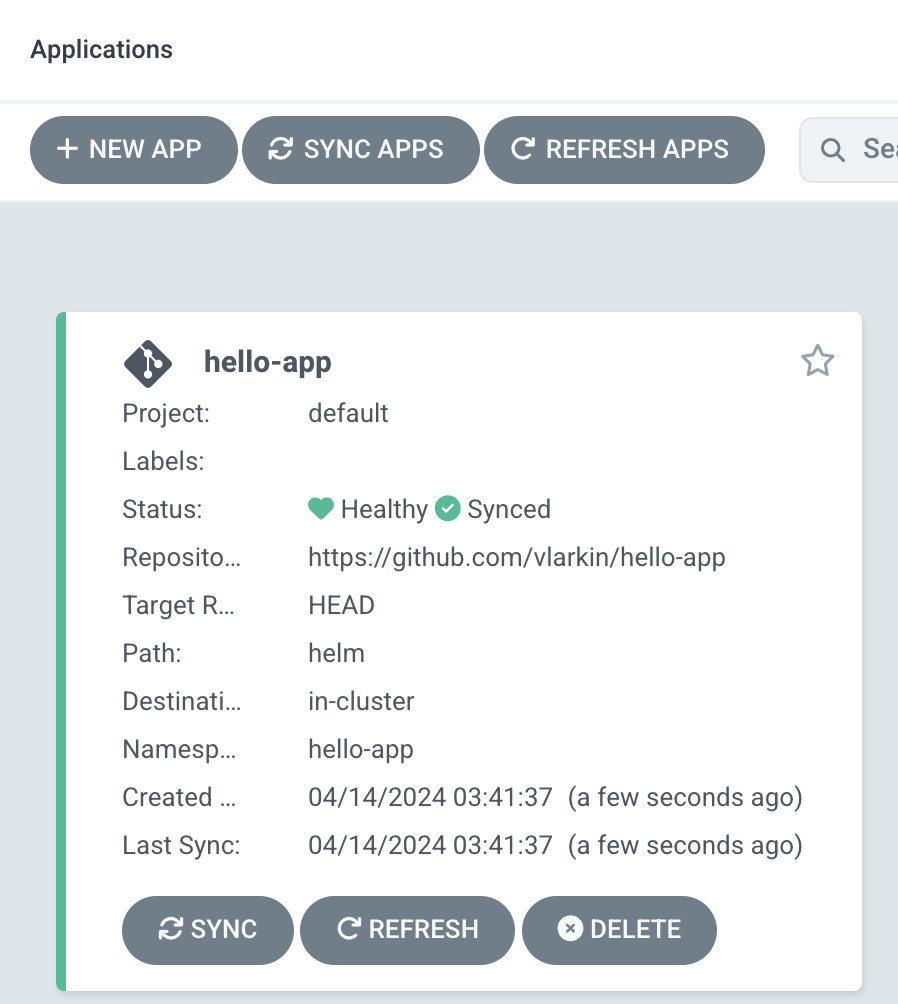 Applications
NEW APP SYNC APPS REFRESH APPS Sea
hello-app
Project: default
Labels:
Status: Healthy Synced
Reposito... https://github.com/vlarkin/hello-app
Target R... HEAD
Path: helm
Destinati... in-cluster
Namesp... hello-app
Created ... 04/14/2024 03:41:37 (a few seconds ago)
Last Sync: 04/14/2024 03:41:37 (a few seconds ago)
SYNC REFRESH DELETE